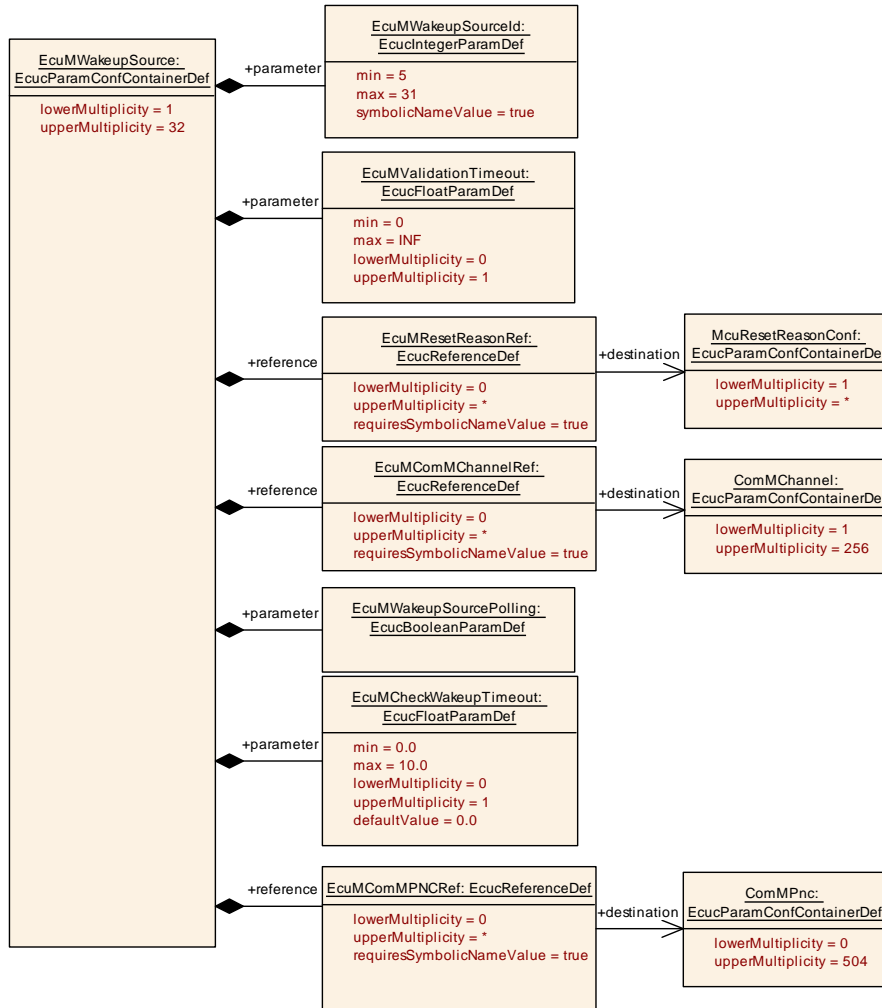 EcuMWakeupSource:
EcucParamConfContainerDef
lowerMultiplicity = 1
upperMultiplicity = 32
+parameter
EcuMWakeupSourceId:
EcucIntegerParamDef
min = 5
max = 31
symbolicNameValue = true
+parameter
EcuMValidationTimeout:
EcucFloatParamDef
min = 0
max = INF
lowerMultiplicity = 0
upperMultiplicity = 1
+reference
EcuMResetReasonRef:
EcucReferenceDef
lowerMultiplicity = 0
upperMultiplicity = *
requiresSymbolicNameValue = true
+destination
McuResetReasonConf:
EcucParamConfContainerDef
lowerMultiplicity = 1
upperMultiplicity = *
+reference
EcuMComMChannelRef:
EcucReferenceDef
lowerMultiplicity = 0
upperMultiplicity = *
requiresSymbolicNameValue = true
+destination
ComMChannel:
EcucParamConfContainerDef
lowerMultiplicity = 1
upperMultiplicity = 256
+parameter
EcuMWakeupSourcePolling:
EcucBooleanParamDef
+parameter
EcuMCheckWakeupTimeout:
EcucFloatParamDef
min = 0.0
max = 10.0
lowerMultiplicity = 0
upperMultiplicity = 1
defaultValue = 0.0
+reference
EcuMComMPNCRef: EcucReferenceDef
lowerMultiplicity = 0
upperMultiplicity = *
requiresSymbolicNameValue = true
+destination
ComMPnc:
EcucParamConfContainerDef
lowerMultiplicity = 0
upperMultiplicity = 504